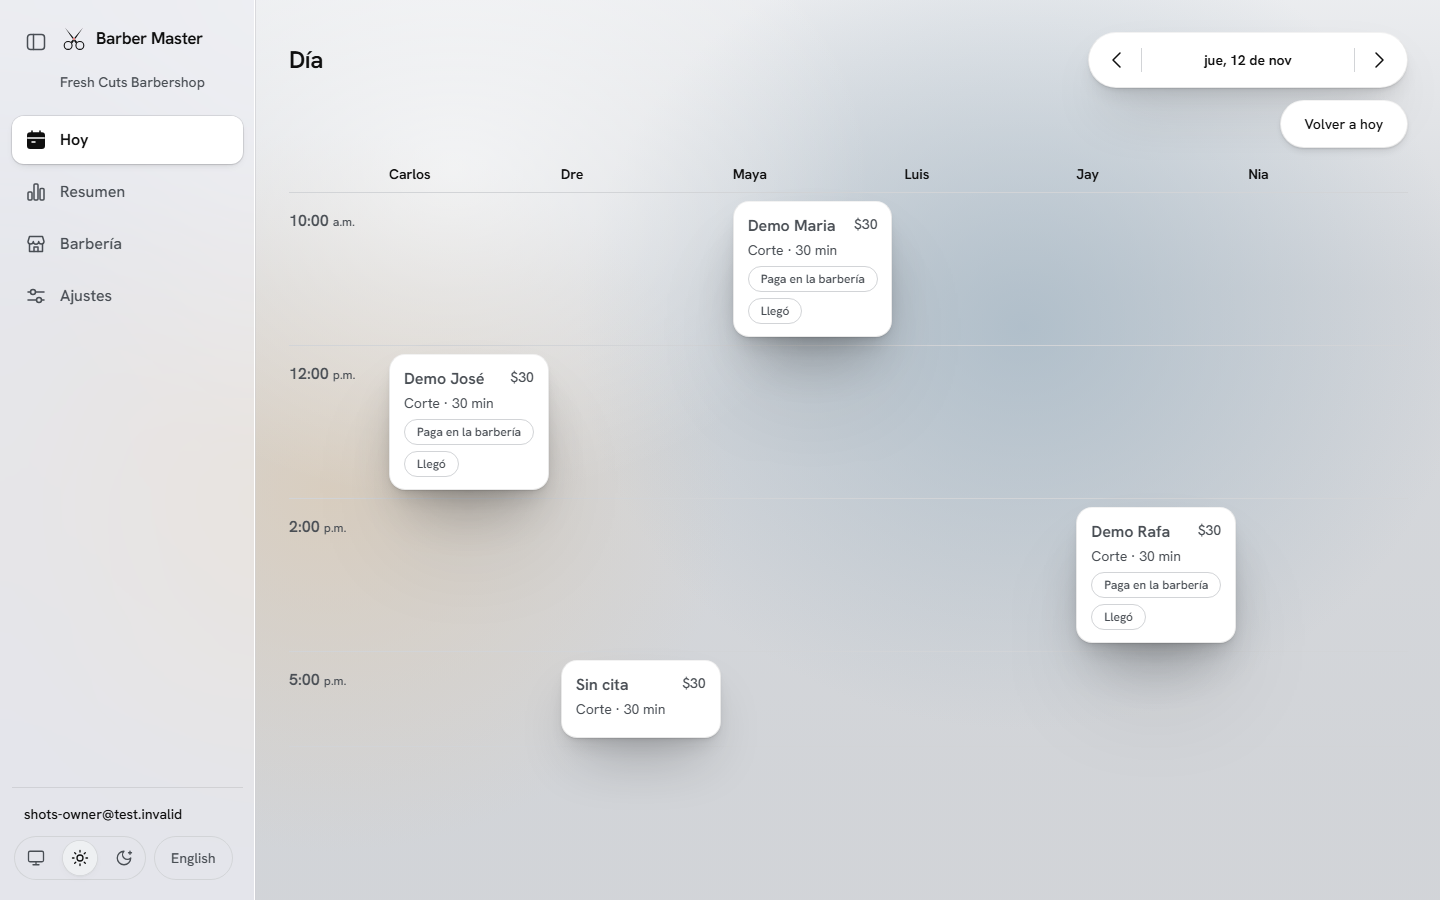 Barber Master
Fresh Cuts Barbershop
Hoy
Resumen
Barbería
Ajustes
shots-owner@test.invalid
English
Día
jue, 12 de nov
Volver a hoy
Carlos Dre Maya Luis Jay Nia
10:00 a.m.
Demo Maria $30
Corte · 30 min
Paga en la barbería
Llegó
12:00 p.m.
Demo José $30
Corte · 30 min
Paga en la barbería
Llegó
2:00 p.m.
Demo Rafa $30
Corte · 30 min
Paga en la barbería
Llegó
5:00 p.m.
Sin cita $30
Corte · 30 min